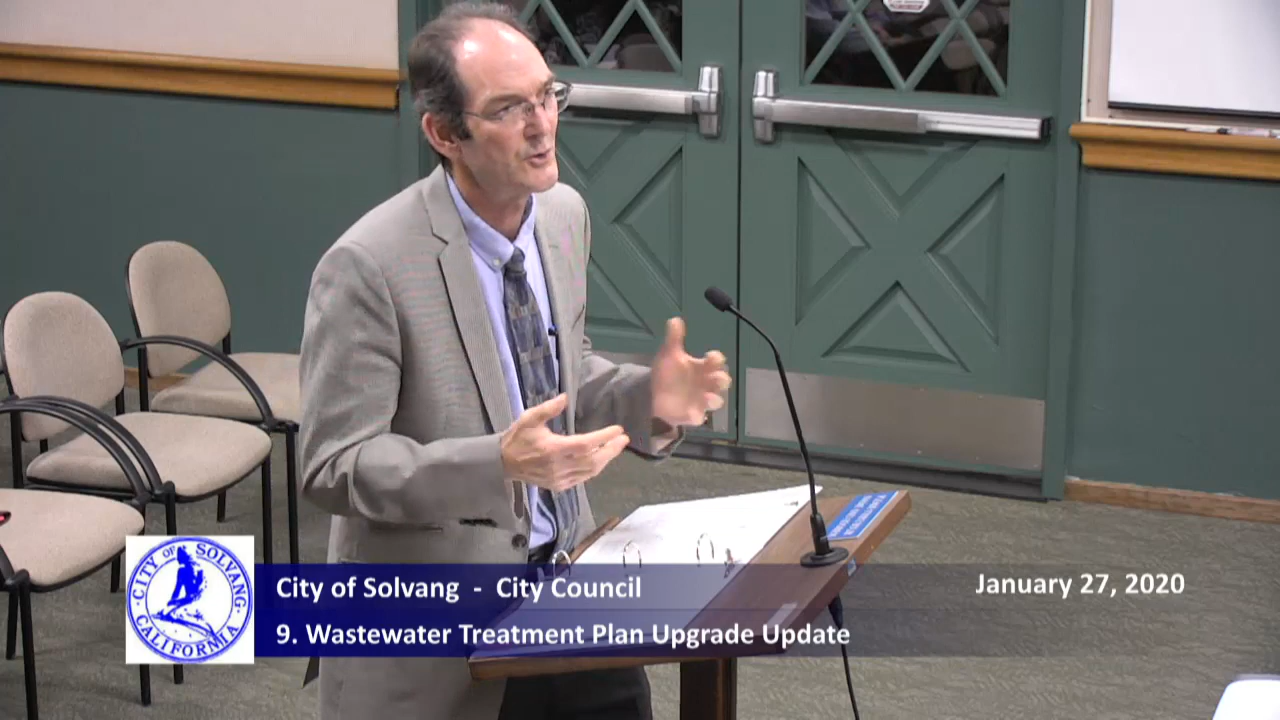 City of Solvang - City Council
January 27, 2020
9. Wastewater Treatment Plan Upgrade Update
CITY OF SOLVANG
CALIFORNIA